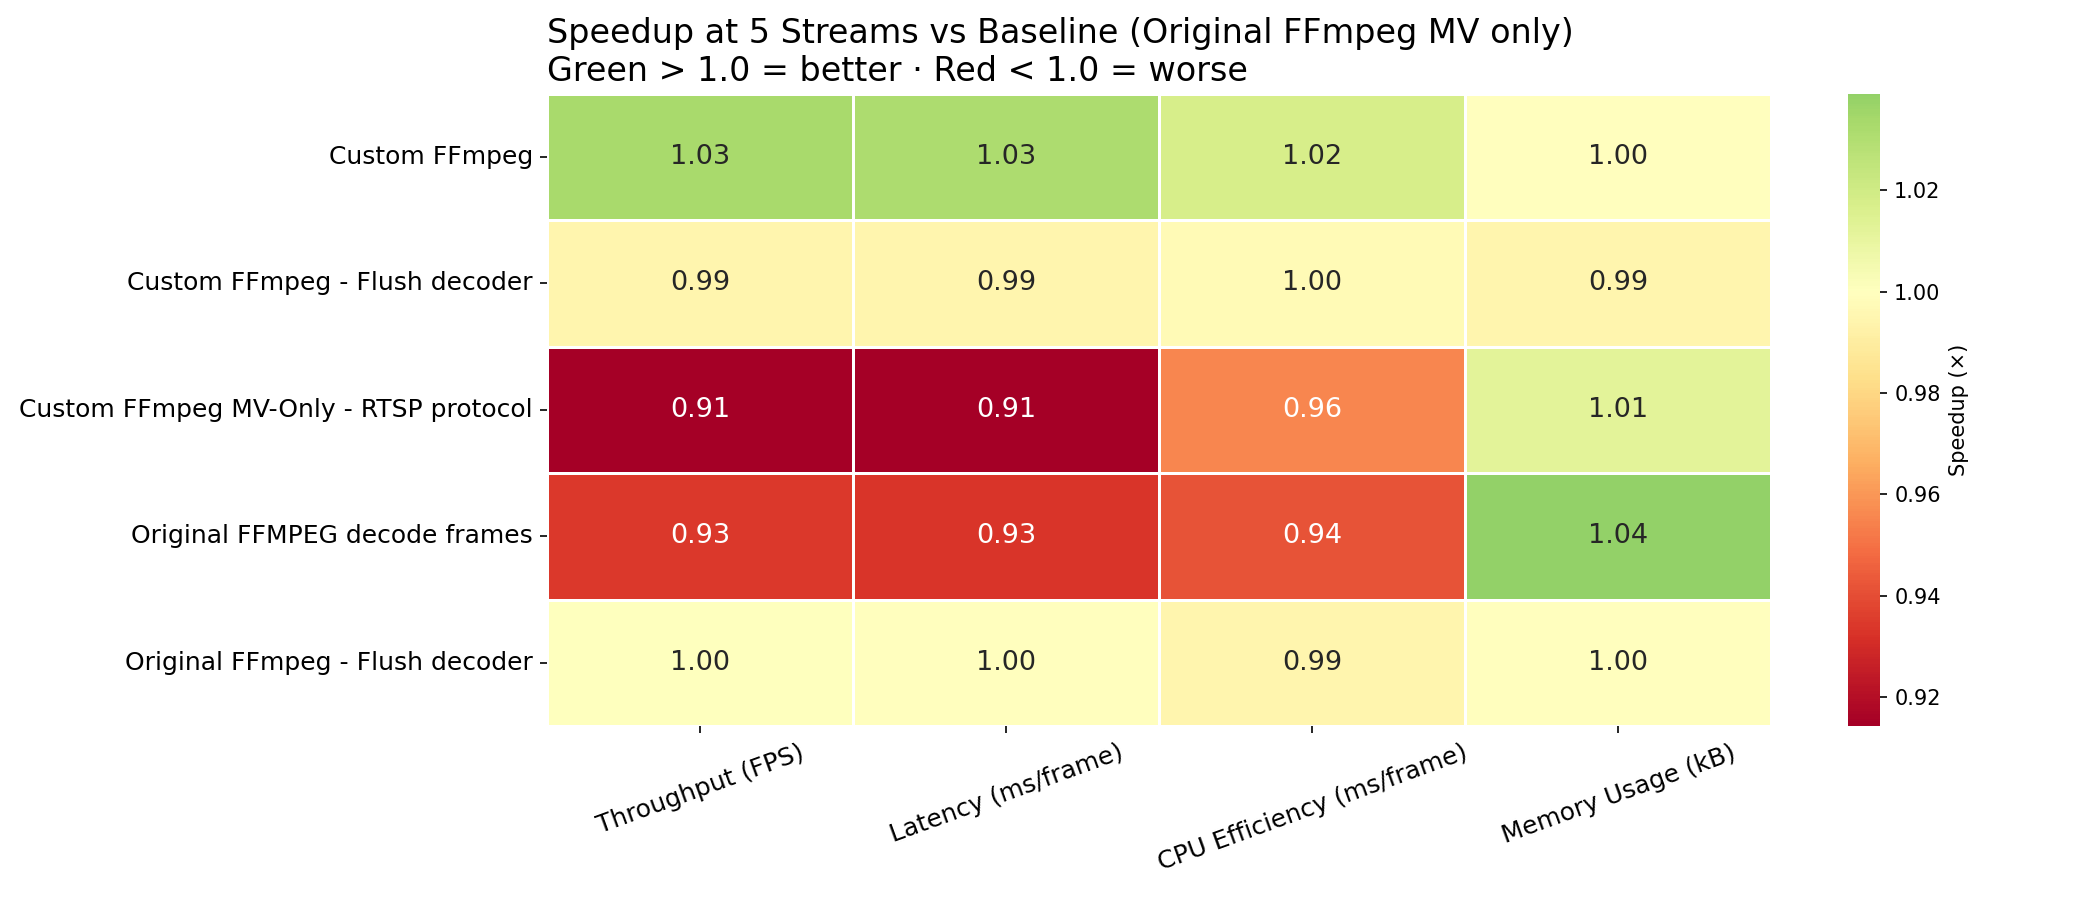 Speedup at 5 Streams vs Baseline (Original FFmpeg MV only)
Green > 1.0 = better · Red < 1.0 = worse
Custom FFmpeg 1.03 1.03 1.02 1.00
Custom FFmpeg - Flush decoder 0.99 0.99 1.00 0.99
Custom FFmpeg MV-Only - RTSP protocol 0.91 0.91 0.96 1.01
Original FFMPEG decode frames 0.93 0.93 0.94 1.04
Original FFmpeg - Flush decoder 1.00 1.00 0.99 1.00
Throughput (FPS)
Latency (ms/frame)
CPU Efficiency (ms/frame)
Memory Usage (kB)
1.02
1.00
0.98
0.96
0.94
0.92
Speedup (×)